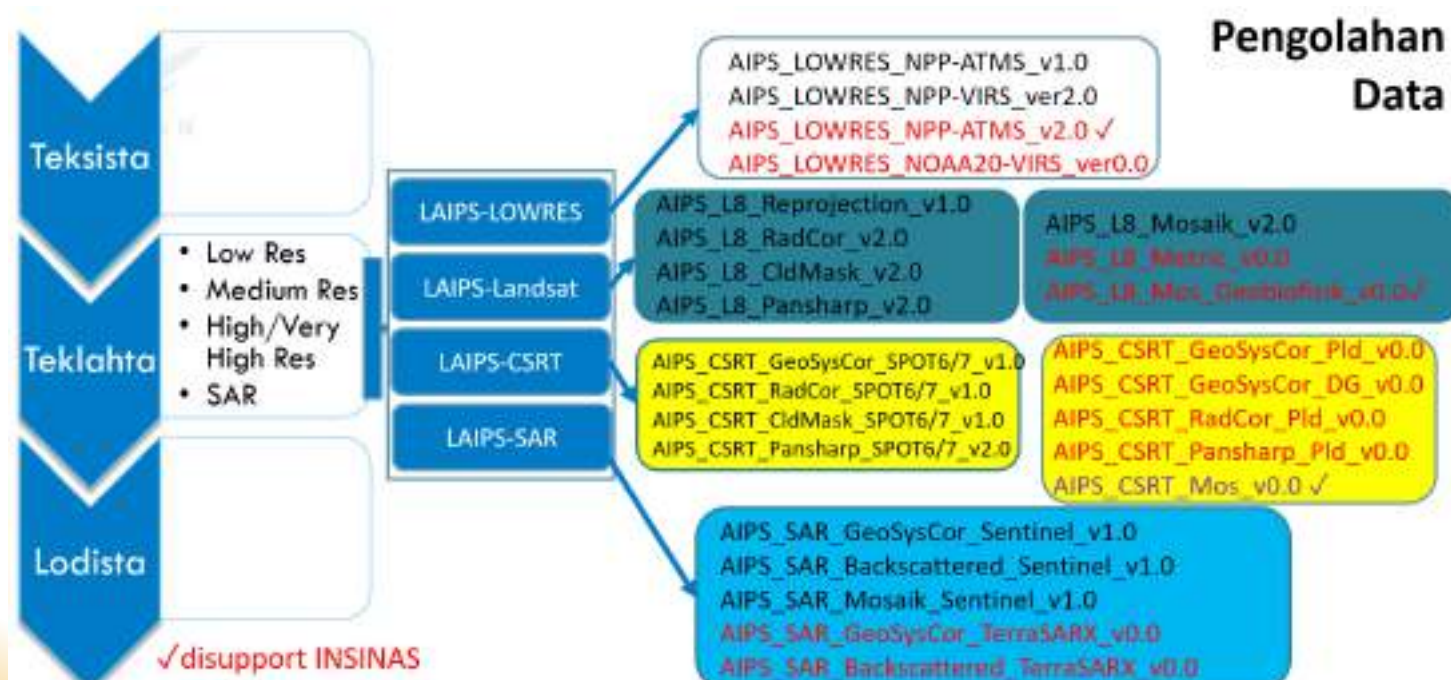 Pengolahan
Data
Teksista
Teklahta
Lodista
• Low Res
• Medium Res
• High/Very
High Res
• SAR
LAIPS-LOWRES
LAIPS-Landsat
LAIPS-CSRT
LAIPS-SAR
AIPS_LOWRES_NPP-ATMS_v1.0
AIPS_LOWRES_NPP-VIRS_ver2.0
AIPS_LOWRES_NPP-ATMS_v2.0 ✓
AIPS_LOWRES_NOAA20-VIRS_ver0.0
AIPS_L8_Reprojection_v1.0
AIPS_L8_RadCor_v2.0
AIPS_L8_CldMask_v2.0
AIPS_L8_Pansharp_v2.0
AIPS_L8_Mosaik_v2.0
AIPS_L8_Metric_v0.0
AIPS_L8_Mos_Geobiofisik_v0.0✓
AIPS_CSRT_GeoSysCor_SPOT6/7_v1.0
AIPS_CSRT_RadCor_SPOT6/7_v1.0
AIPS_CSRT_CldMask_SPOT6/7_v1.0
AIPS_CSRT_Pansharp_SPOT6/7_v2.0
AIPS_CSRT_GeoSysCor_Pld_v0.0
AIPS_CSRT_GeoSysCor_DG_v0.0
AIPS_CSRT_RadCor_Pld_v0.0
AIPS_CSRT_Pansharp_Pld_v0.0
AIPS_CSRT_Mos_v0.0 ✓
AIPS_SAR_GeoSysCor_Sentinel_v1.0
AIPS_SAR_Backscattered_Sentinel_v1.0
AIPS_SAR_Mosaik_Sentinel_v1.0
AIPS_SAR_GeoSysCor_TerraSARX_v0.0
AIPS_SAR_Backscattered_TerraSARX_v0.0
✓disupport INSINAS